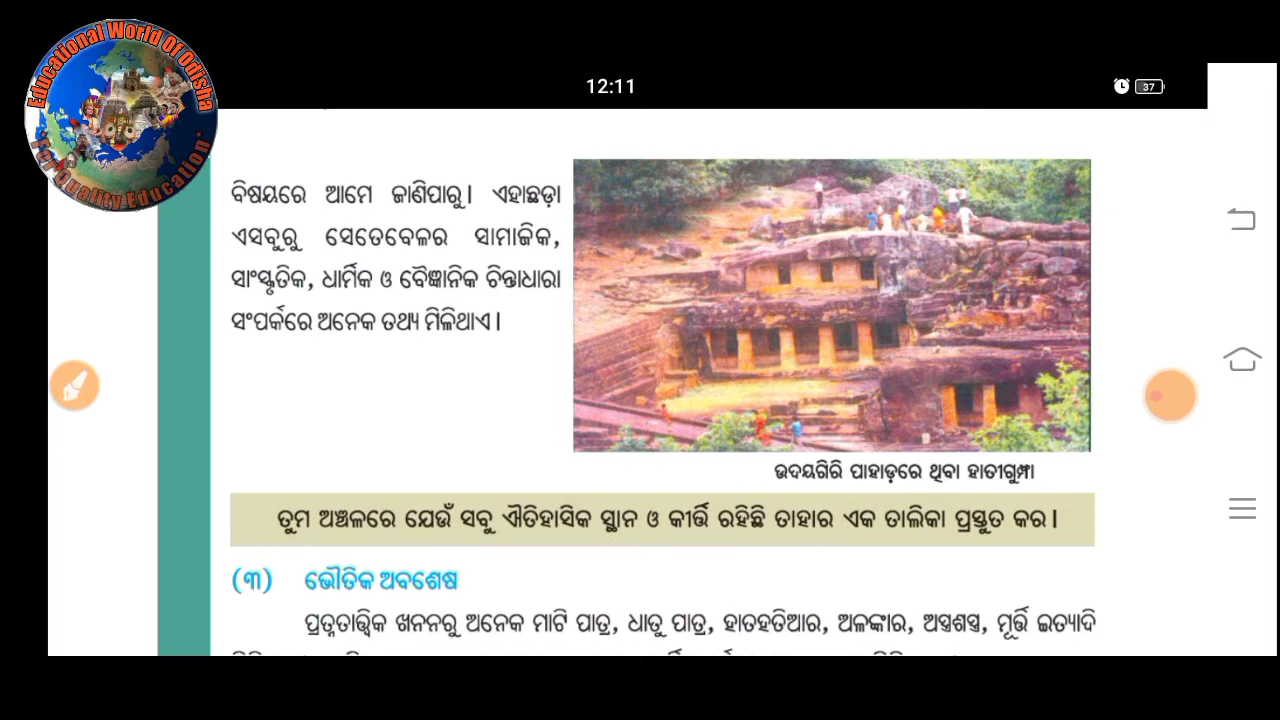 Educational World Of Odisha
For Quality Education
12:11
37
ବିଷୟରେ ଆମେ ଜାଣିପାରୁ। ଏହାଛଡ଼ା
ଏସବୁରୁ ସେତେବେଳର ସାମାଜିକ,
ସାଂସ୍କୃତିକ, ଧାର୍ମିକ ଓ ବୈଜ୍ଞାନିକ ଚିନ୍ତାଧାରା
ସଂପର୍କରେ ଅନେକ ତଥ୍ୟ ମିଳିଥାଏ।
ଉଦୟଗିରି ପାହାଡ଼ରେ ଥିବା ହାତୀଗୁମ୍ଫା
ତୁମ ଅଞ୍ଚଳରେ ଯେଉଁ ସବୁ ଐତିହାସିକ ସ୍ଥାନ ଓ କୀର୍ତ୍ତି ରହିଛି ତାହାର ଏକ ତାଲିକା ପ୍ରସ୍ତୁତ କର।
(୩) ଭୌତିକ ଅବଶେଷ
ପ୍ରତ୍ନତାତ୍ତ୍ୱିକ ଖନନରୁ ଅନେକ ମାଟି ପାତ୍ର, ଧାତୁ ପାତ୍ର, ହାତହତିଆର, ଅଳଙ୍କାର, ଅସ୍ତ୍ରଶସ୍ତ୍ର, ମୂର୍ତ୍ତି ଇତ୍ୟାଦି